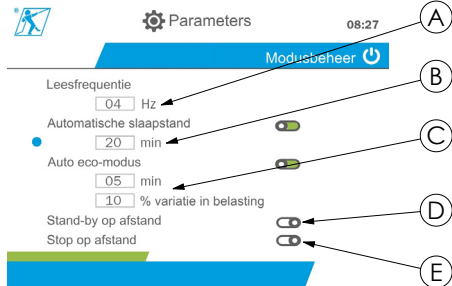 Parameters
08:27
Modusbeheer
Leesfrequentie
04 Hz
Automatische slaapstand
20 min
Auto eco-modus
05 min
10 % variatie in belasting
Stand-by op afstand
Stop op afstand
A
B
C
D
E